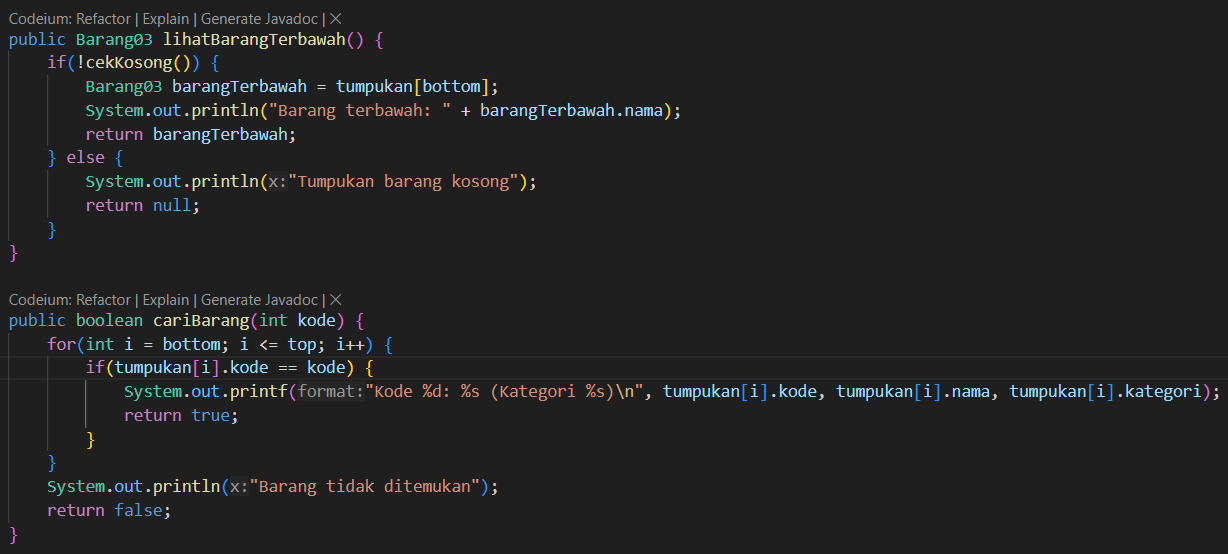 Codeium: Refactor | Explain | Generate Javadoc | ×
public Barang03 lihatBarangTerbawah() {
    if(!cekKosong()) {
        Barang03 barangTerbawah = tumpukan[bottom];
        System.out.println("Barang terbawah: " + barangTerbawah.nama);
        return barangTerbawah;
    } else {
        System.out.println(x:"Tumpukan barang kosong");
        return null;
    }
}
Codeium: Refactor | Explain | Generate Javadoc | ×
public boolean cariBarang(int kode) {
    for(int i = bottom; i <= top; i++) {
        if(tumpukan[i].kode == kode) {
            System.out.printf(format:"Kode %d: %s (Kategori %s)\n", tumpukan[i].kode, tumpukan[i].nama, tumpukan[i].kategori);
            return true;
        }
    }
    System.out.println(x:"Barang tidak ditemukan");
    return false;
}